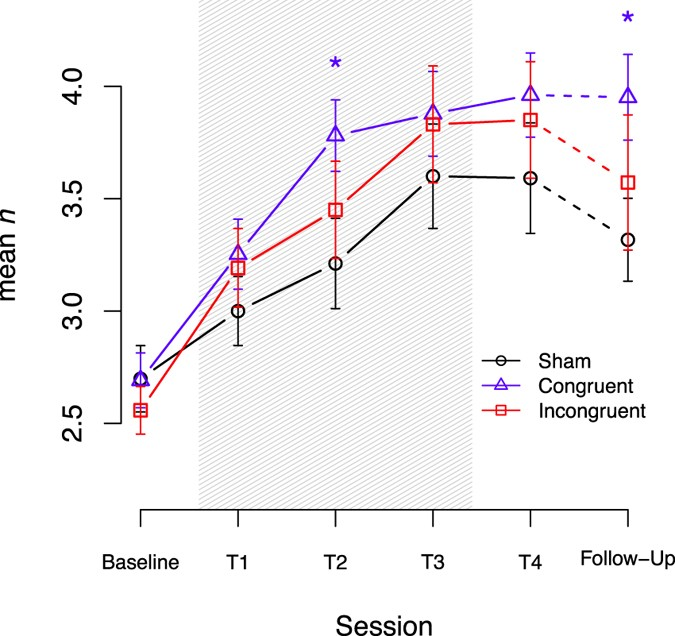 *
*
4.0
3.5
3.0
2.5
mean n
Sham
Congruent
Incongruent
Baseline T1 T2 T3 T4 Follow–Up
Session